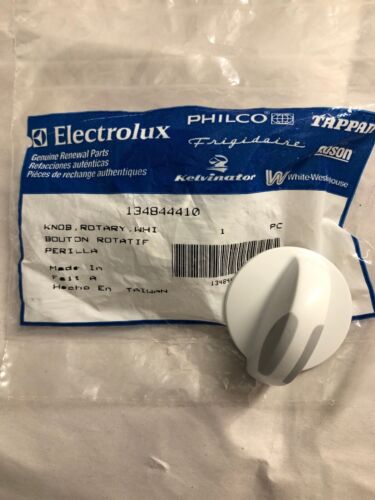 Electrolux
PHILCO
TAPPAN
Genuine Renewal Parts
Refacciones auténticas
Pièces de rechange authentiques
Frigidaire
GIBSON
Kelvinator
White-Westinghouse
134844410
KNOB,ROTARY,WHI 1 PC
BOUTON ROTATIF
PERILLA
Made In
Fait A
Hecho En TAIWAN